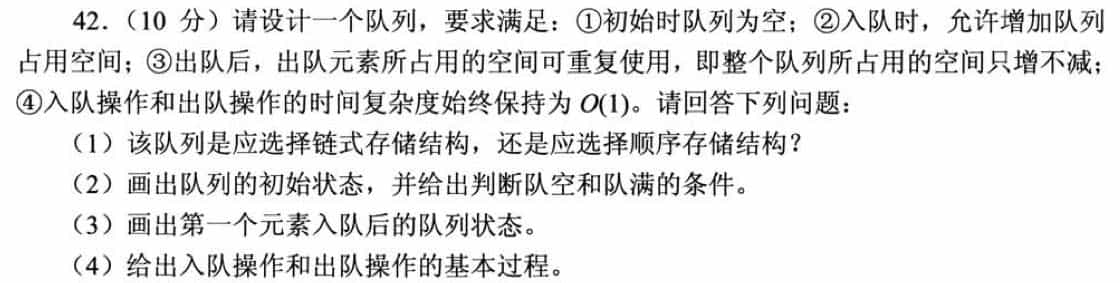 42.（10 分）请设计一个队列，要求满足：①初始时队列为空；②入队时，允许增加队列
占用空间；③出队后，出队元素所占用的空间可重复使用，即整个队列所占用的空间只增不减；
④入队操作和出队操作的时间复杂度始终保持为 O(1)。请回答下列问题：
（1）该队列是应选择链式存储结构，还是应选择顺序存储结构？
（2）画出队列的初始状态，并给出判断队空和队满的条件。
（3）画出第一个元素入队后的队列状态。
（4）给出入队操作和出队操作的基本过程。